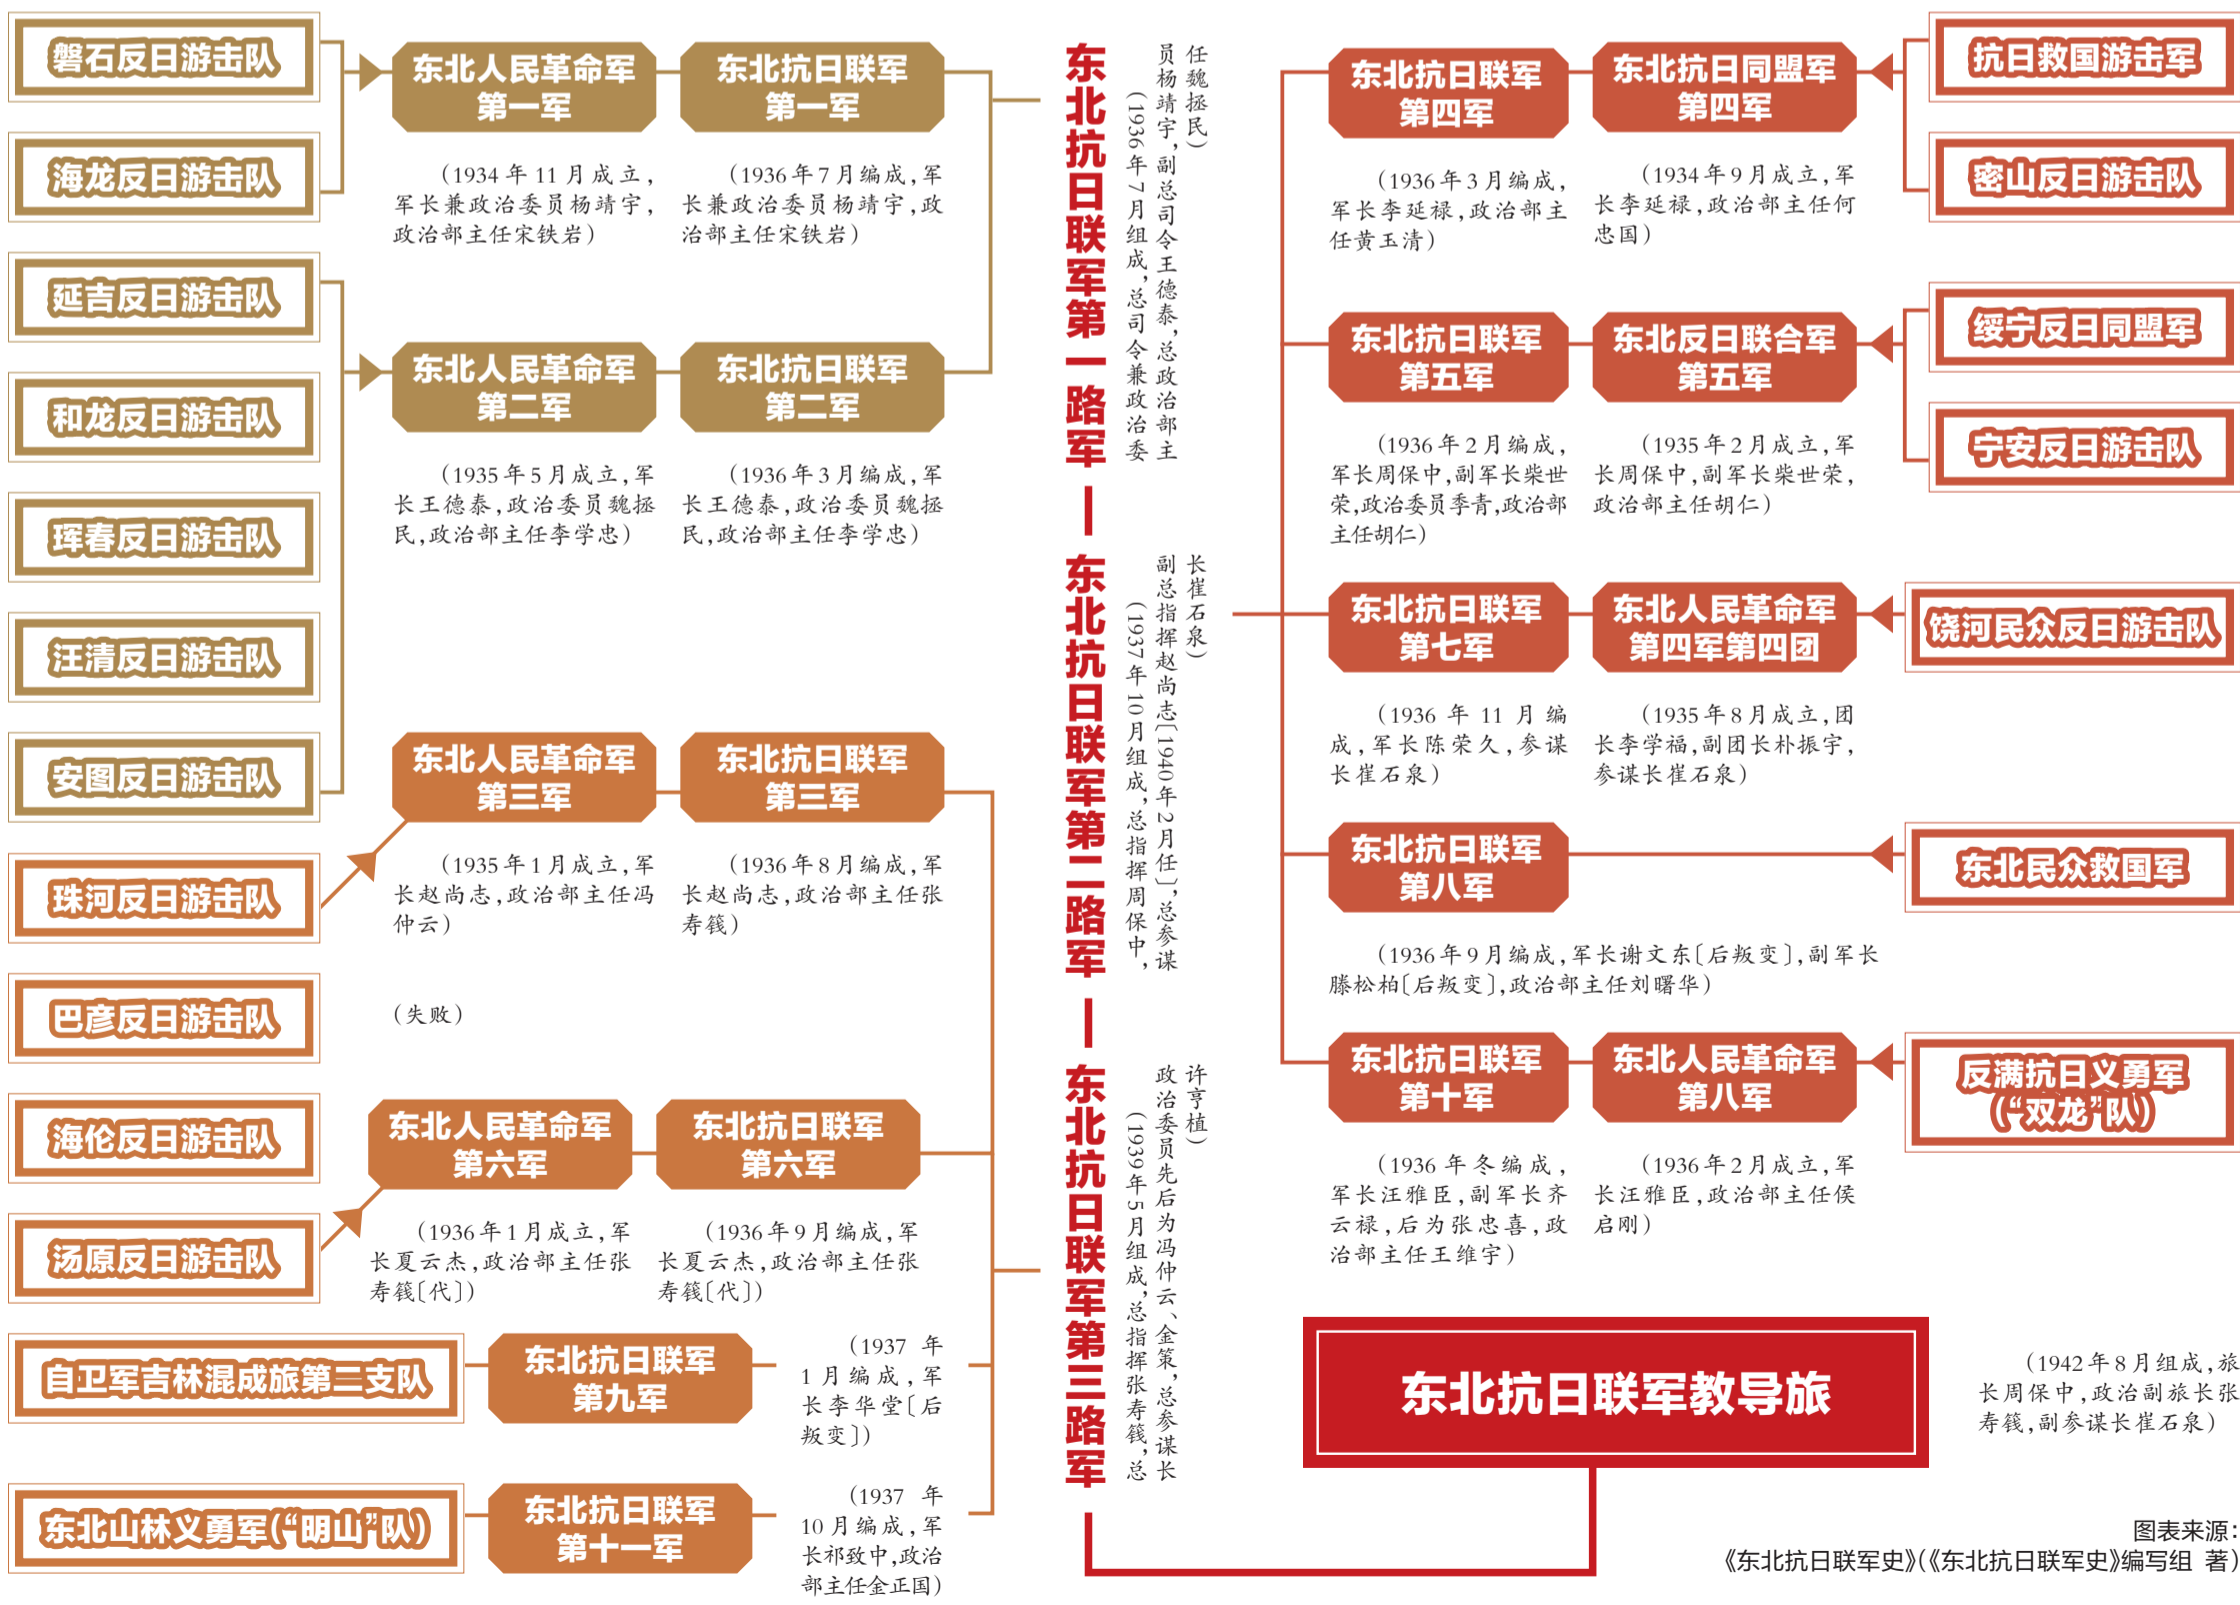 磐石反日游击队
海龙反日游击队
延吉反日游击队
和龙反日游击队
珲春反日游击队
汪清反日游击队
安图反日游击队
珠河反日游击队
巴彦反日游击队
海伦反日游击队
汤原反日游击队
自卫军吉林混成旅第二支队
东北山林义勇军(“明山”队)
东北人民革命军
第一军
(1934年11月成立,
军长兼政治委员杨靖宇,
政治部主任宋铁岩)
东北抗日联军
第一军
(1936年7月编成,军
长兼政治委员杨靖宇,政
治部主任宋铁岩)
东北人民革命军
第二军
(1935年5月成立,军
长王德泰,政治委员魏拯
民,政治部主任李学忠)
东北抗日联军
第二军
(1936年3月编成,军
长王德泰,政治委员魏拯
民,政治部主任李学忠)
东北人民革命军
第三军
(1935年1月成立,军
长赵尚志,政治部主任冯
仲云)
东北抗日联军
第三军
(1936年8月编成,军
长赵尚志,政治部主任张
寿篯)
(失败)
东北人民革命军
第六军
(1936年1月成立,军
长夏云杰,政治部主任张
寿篯〔代〕)
东北抗日联军
第六军
(1936年9月编成,军
长夏云杰,政治部主任张
寿篯〔代〕)
东北抗日联军
第九军
(1937年
1月编成,军
长李华堂〔后
叛变〕)
东北抗日联军
第十一军
(1937年
10月编成,军
长祁致中,政治
部主任金正国)
东北抗日联军第一路军
(1936年7月组成,总司令兼政治委
员杨靖宇,副总司令王德泰,总政治部主
任魏拯民)
东北抗日联军第二路军
(1937年10月组成,总指挥周保中,
副总指挥赵尚志〔1940年2月任〕,总参谋
长崔石泉)
东北抗日联军第三路军
(1939年5月组成,总指挥张寿篯,总
政治委员先后为冯仲云、金策,总参谋长
许亨植)
东北抗日联军
第四军
(1936年3月编成,
军长李延禄,政治部主
任黄玉清)
东北抗日同盟军
第四军
(1934年9月成立,军
长李延禄,政治部主任何
忠国)
抗日救国游击军
密山反日游击队
东北抗日联军
第五军
(1936年2月编成,
军长周保中,副军长柴世
荣,政治委员季青,政治部
主任胡仁)
东北反日联合军
第五军
(1935年2月成立,军
长周保中,副军长柴世荣,
政治部主任胡仁)
绥宁反日同盟军
宁安反日游击队
东北抗日联军
第七军
(1936年11月编
成,军长陈荣久,参谋
长崔石泉)
东北人民革命军
第四军第四团
(1935年8月成立,团
长李学福,副团长朴振宇,
参谋长崔石泉)
饶河民众反日游击队
东北抗日联军
第八军
(1936年9月编成,军长谢文东〔后叛变〕,副军长
滕松柏〔后叛变〕,政治部主任刘曙华)
东北民众救国军
东北抗日联军
第十军
(1936年冬编成,
军长汪雅臣,副军长齐
云禄,后为张忠喜,政
治部主任王维宇)
东北人民革命军
第八军
(1936年2月成立,军
长汪雅臣,政治部主任侯
启刚)
反满抗日义勇军
(“双龙”队)
东北抗日联军教导旅
(1942年8月组成,旅
长周保中,政治副旅长张
寿篯,副参谋长崔石泉)
图表来源:
《东北抗日联军史》(《东北抗日联军史》编写组 著)